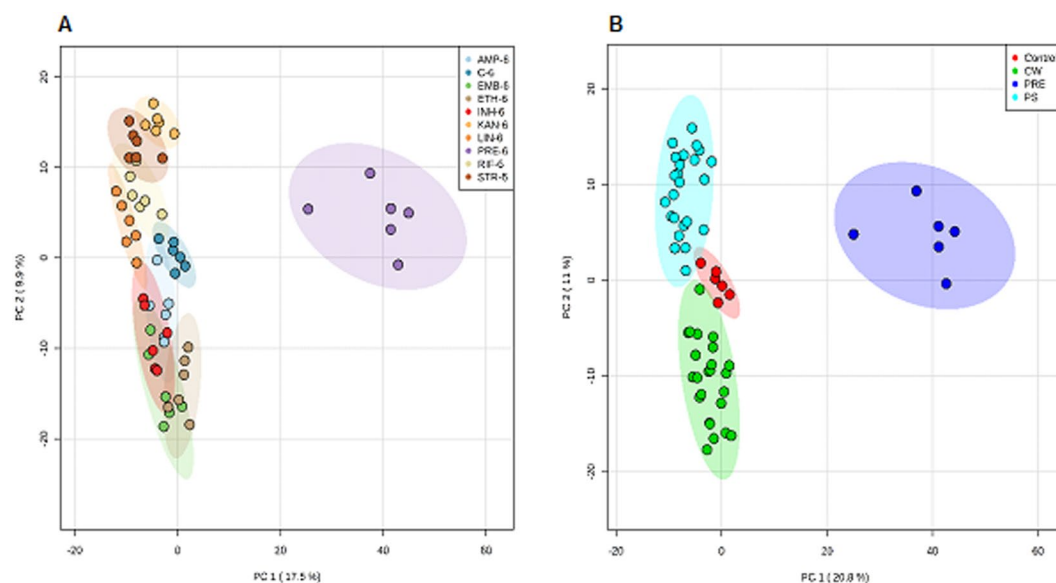 A
B
AMP-6
C-6
EMB-6
ETH-6
INH-6
KAN-6
LIN-6
PRE-6
RIF-6
STR-6
20
10
0
-10
-20
PC 2 ( 9.9 %)
-20
0
20
40
60
PC 1 ( 17.5 %)
Control
CW
PRE
PS
20
10
0
-10
-20
PC 2 ( 11 %)
-20
0
20
40
60
PC 1 ( 20.8 %)